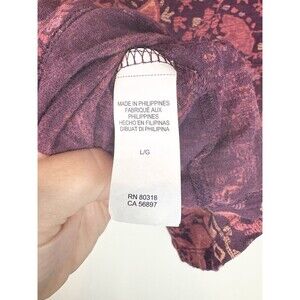 MADE IN PHILIPPINES
FABRIQUÉ AUX
PHILIPPINES
HECHO EN FILIPINAS
DIBUAT DI PHILIPINA
L/G
RN 80318
CA 56897